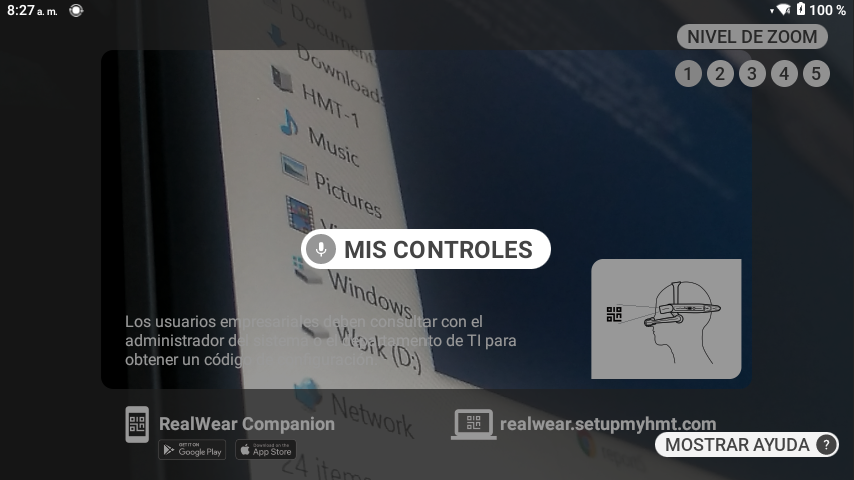 8:27 a. m.
100 %
NIVEL DE ZOOM
1 2 3 4 5
Desktop
Documents
Downloads
HMT-1
Music
Pictures
MIS CONTROLES
Windows
Los usuarios empresariales deben consultar con el
administrador del sistema o el departamento de TI para
obtener un código de configuración.
Work (D:)
Network
24 items
RealWear Companion
GET IT ON
Google Play
Download on the
App Store
realwear.setupmyhmt.com
MOSTRAR AYUDA ?